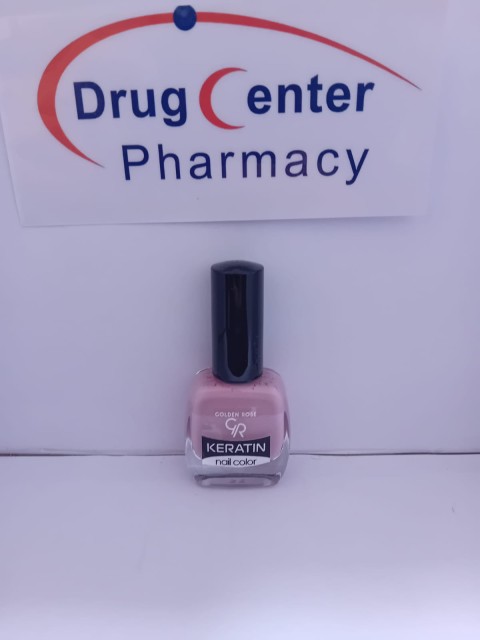 Drug Center
Pharmacy
GOLDEN ROSE
GR
KERATIN
nail color